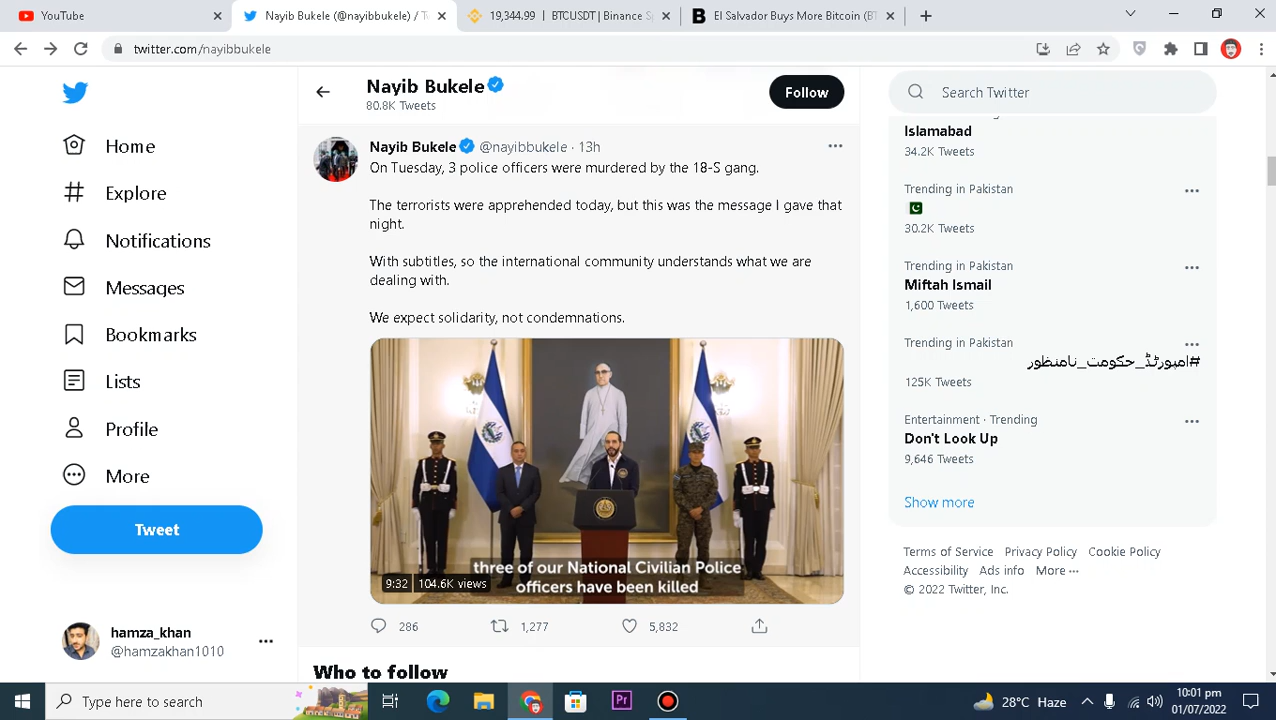 YouTube
Nayib Bukele (@nayibbukele) / Tw
19,344.99 | BTCUSDT | Binance Sp
El Salvador Buys More Bitcoin (BT
twitter.com/nayibbukele
Home
Explore
Notifications
Messages
Bookmarks
Lists
Profile
More
Tweet
hamza_khan
@hamzakhan1010
Nayib Bukele
80.8K Tweets
Follow
Nayib Bukele @nayibbukele · 13h
On Tuesday, 3 police officers were murdered by the 18-S gang.
The terrorists were apprehended today, but this was the message I gave that
night.
With subtitles, so the international community understands what we are
dealing with.
We expect solidarity, not condemnations.
three of our National Civilian Police
officers have been killed
9:32 104.6K views
286 1,277 5,832
Who to follow
Search Twitter
Islamabad
34.2K Tweets
Trending in Pakistan
30.2K Tweets
Trending in Pakistan
Miftah Ismail
1,600 Tweets
Trending in Pakistan
#امپورٹڈ_حکومت_نامنظور
125K Tweets
Entertainment · Trending
Don't Look Up
9,646 Tweets
Show more
Terms of Service Privacy Policy Cookie Policy
Accessibility Ads info More ···
© 2022 Twitter, Inc.
Type here to search
28°C Haze
10:01 pm
01/07/2022